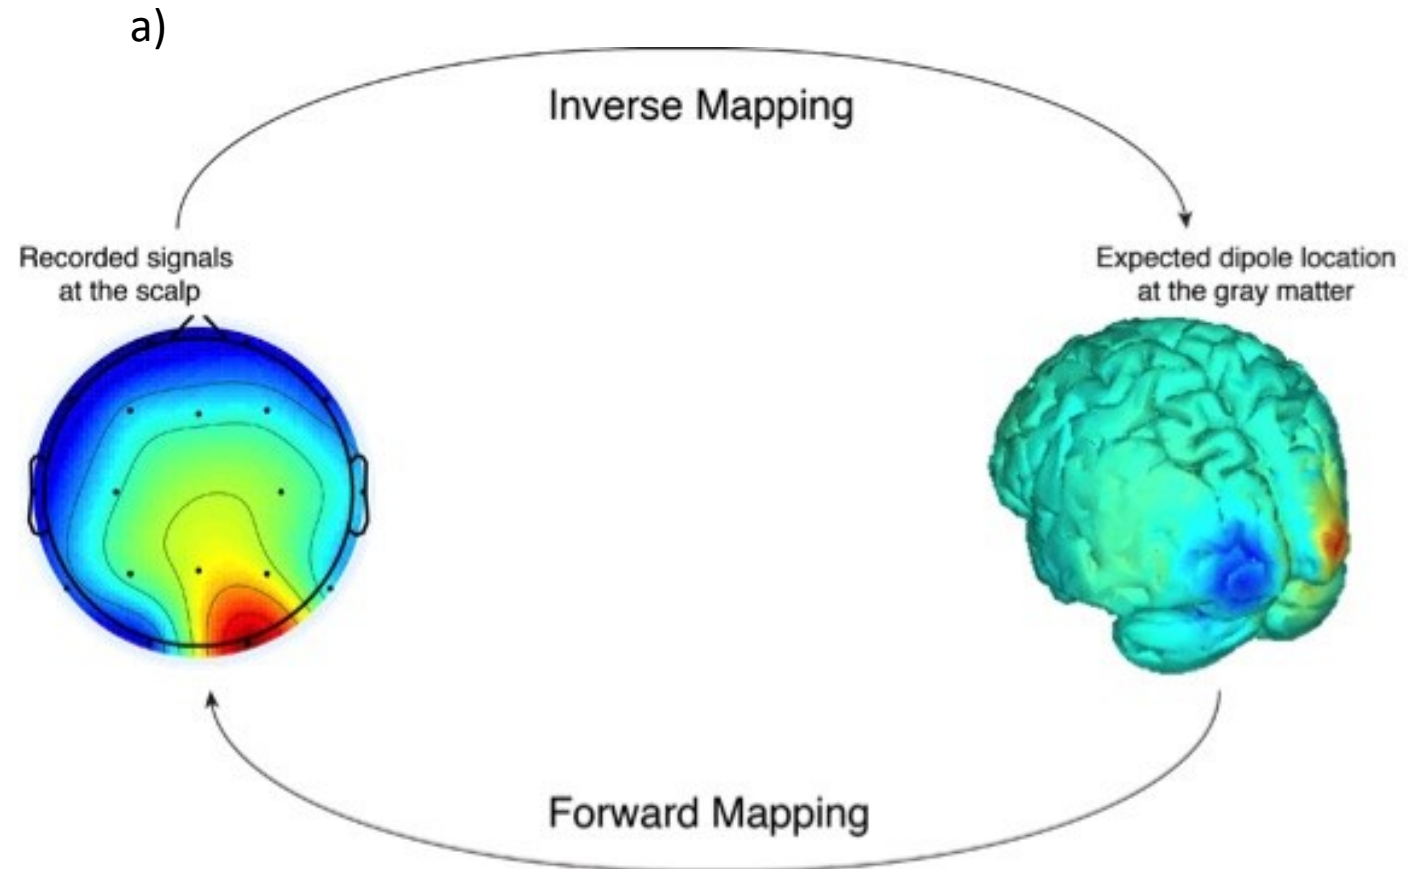 a)
Inverse Mapping
Recorded signals
at the scalp
Expected dipole location
at the gray matter
Forward Mapping